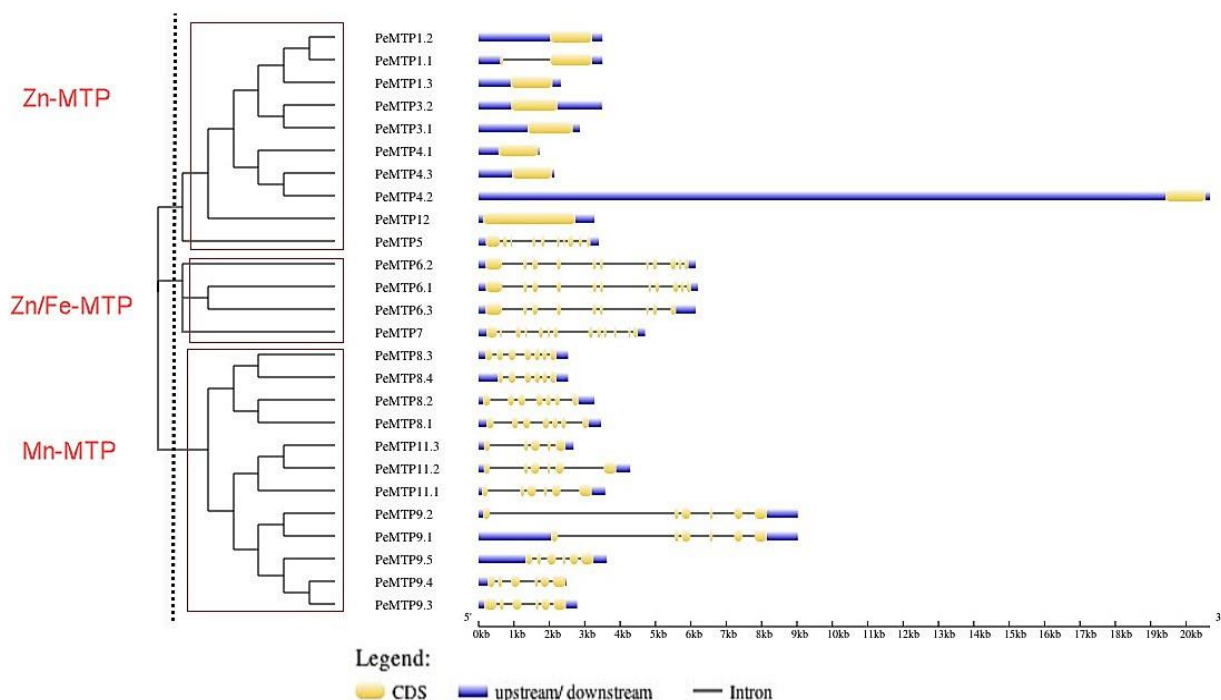 Zn-MTP
Zn/Fe-MTP
Mn-MTP
PeMTP1.2
PeMTP1.1
PeMTP1.3
PeMTP3.2
PeMTP3.1
PeMTP4.1
PeMTP4.3
PeMTP4.2
PeMTP12
PeMTP5
PeMTP6.2
PeMTP6.1
PeMTP6.3
PeMTP7
PeMTP8.3
PeMTP8.4
PeMTP8.2
PeMTP8.1
PeMTP11.3
PeMTP11.2
PeMTP11.1
PeMTP9.2
PeMTP9.1
PeMTP9.5
PeMTP9.4
PeMTP9.3
5' 3
0kb 1kb 2kb 3kb 4kb 5kb 6kb 7kb 8kb 9kb 10kb 11kb 12kb 13kb 14kb 15kb 16kb 17kb 18kb 19kb 20kb
Legend:
CDS upstream/ downstream Intron